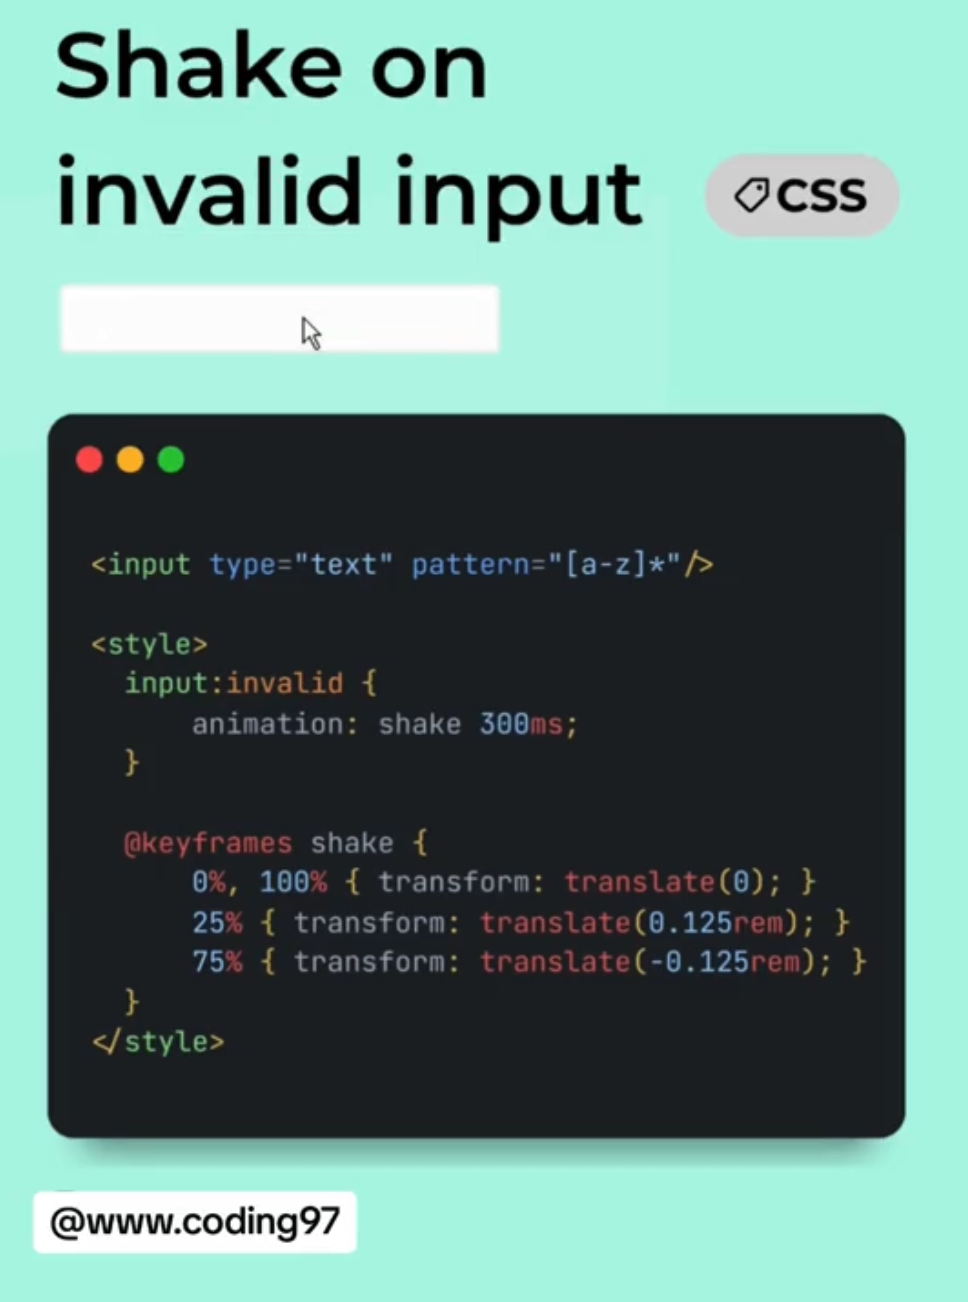 Shake on
invalid input
CSS
<input type="text" pattern="[a-z]*"/>
<style>
input:invalid {
animation: shake 300ms;
}
@keyframes shake {
0%, 100% { transform: translate(0); }
25% { transform: translate(0.125rem); }
75% { transform: translate(-0.125rem); }
}
</style>
@www.coding97